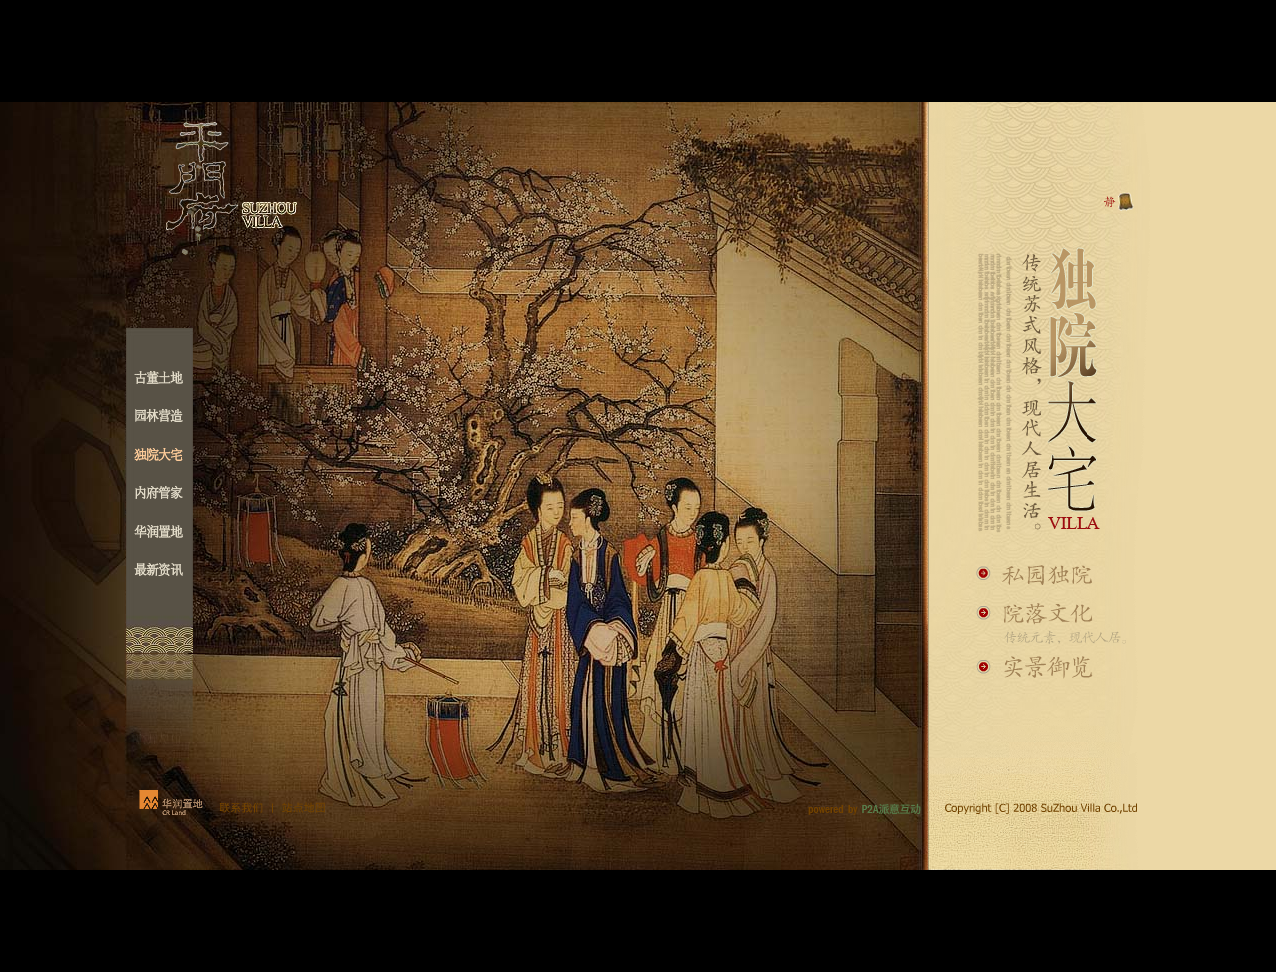 平門府
SUZHOU
VILLA
古董土地
园林营造
独院大宅
内府管家
华润置地
最新资讯
华润置地
CR Land
联系我们 |
powered by P2A派意互动
静
独院大宅
VILLA
传统苏式风格，现代人居生活。
私园独院
院落文化
传统元素，现代人居。
实景御览
Copyright [C] 2008 SuZhou Villa Co.,Ltd